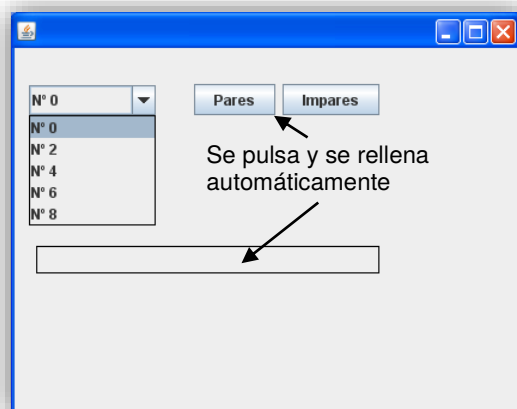 Nº 0
Pares
Impares
Nº 0
Nº 2
Nº 4
Nº 6
Nº 8
Se pulsa y se rellena
automáticamente